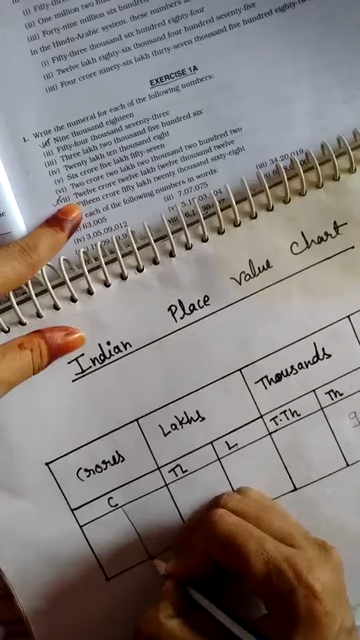 (i) Fifty-three
(ii) One million two hun
(iii) Forty-nine million six hundred
In the Hindu-Arabic system, these numbers
(i) Fifty-three thousand six hundred eighty-four
(ii) Twelve lakh eighty-six thousand four hundred seventy-five
(iii) Four crore ninety-six lakh thirty-seven thousand five hundred eighty
EXERCISE 1A
1. Write the numeral for each of the following numbers:
(i) Nine thousand eighteen
(ii) Fifty-four thousand seventy-three
(iii) Three lakh two thousand five hundred six
(iv) Twenty lakh ten thousand eight
(v) Six crore five lakh fifty-seven
(vi) Two crore two lakh two thousand two hundred two
(vii) Twelve crore twelve lakh twelve thousand twelve
Fifteen crore fifty lakh twenty thousand sixty-eight
each of the following numbers in words:
63,005
(ii) 7,07,075
(iii) 34,20,019
(iv) 3,05,09,012
Indian Place Value Chart
Crores Lakhs Thousands
C TL L T.Th Th
9